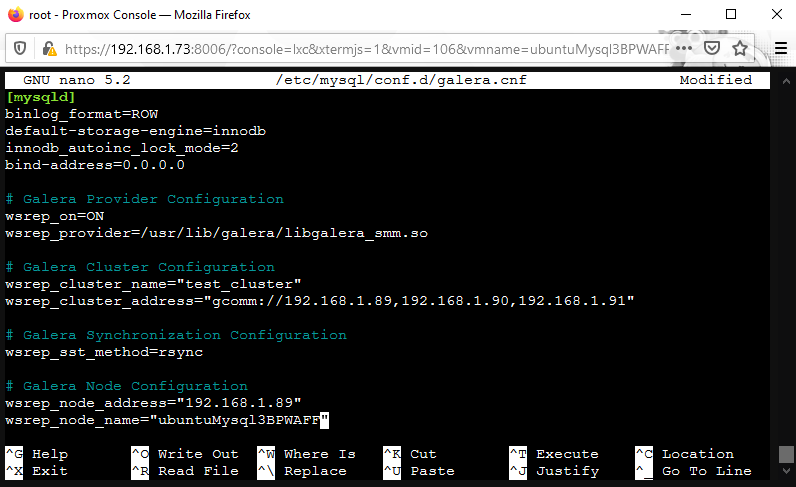 root - Proxmox Console — Mozilla Firefox
https://192.168.1.73:8006/?console=lxc&xtermjs=1&vmid=106&vmname=ubuntuMysql3BPWAFF
GNU nano 5.2 /etc/mysql/conf.d/galera.cnf Modified
[mysqld]
binlog_format=ROW
default-storage-engine=innodb
innodb_autoinc_lock_mode=2
bind-address=0.0.0.0
# Galera Provider Configuration
wsrep_on=ON
wsrep_provider=/usr/lib/galera/libgalera_smm.so
# Galera Cluster Configuration
wsrep_cluster_name="test_cluster"
wsrep_cluster_address="gcomm://192.168.1.89,192.168.1.90,192.168.1.91"
# Galera Synchronization Configuration
wsrep_sst_method=rsync
# Galera Node Configuration
wsrep_node_address="192.168.1.89"
wsrep_node_name="ubuntuMysql3BPWAFF"
^G Help ^O Write Out ^W Where Is ^K Cut ^T Execute ^C Location
^X Exit ^R Read File ^\ Replace ^U Paste ^J Justify ^_ Go To Line